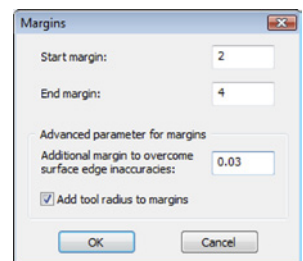 Margins
Start margin: 2
End margin: 4
Advanced parameter for margins
Additional margin to overcome
surface edge inaccuracies: 0.03
Add tool radius to margins
OK Cancel